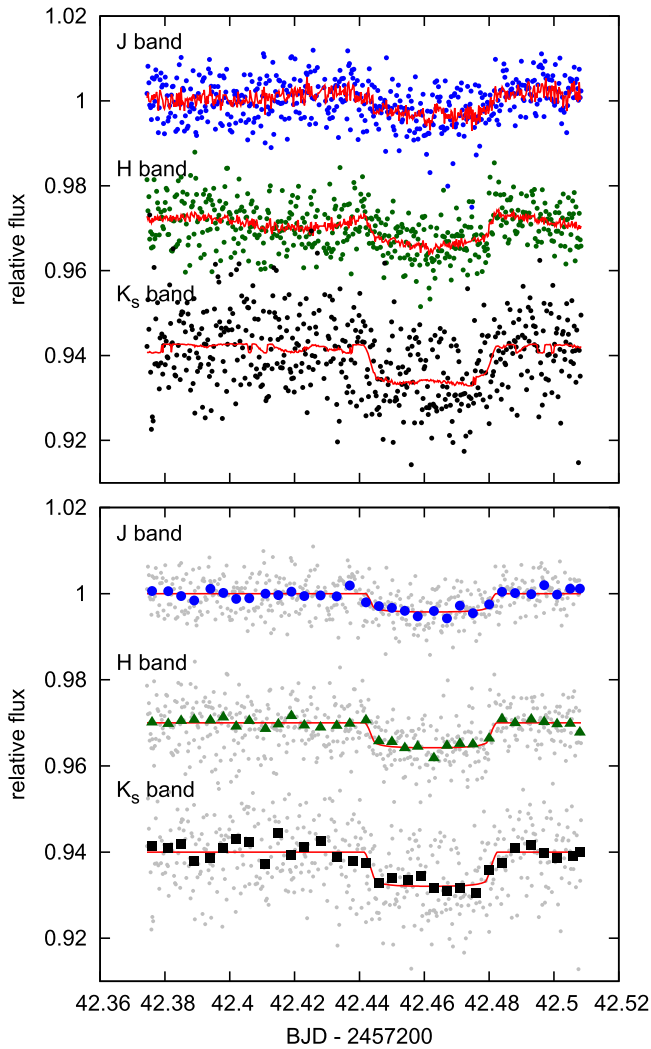 1.02
J band
1
H band
0.98
relative flux
0.96
Ks band
0.94
0.92
1.02
J band
1
H band
0.98
relative flux
0.96
Ks band
0.94
0.92
42.36 42.38 42.4 42.42 42.44 42.46 42.48 42.5 42.52
BJD - 2457200